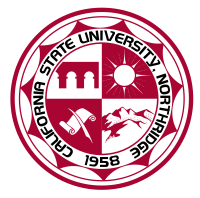 CALIFORNIA STATE UNIVERSITY, NORTHRIDGE
1958